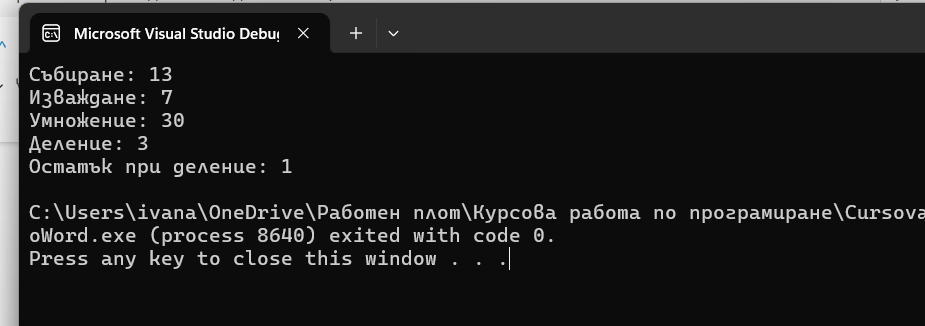 Microsoft Visual Studio Debu
Събиране: 13
Изваждане: 7
Умножение: 30
Деление: 3
Остатък при деление: 1
C:\Users\ivana\OneDrive\Работен плот\Курсова работа по програмиране\Cursova
oWord.exe (process 8640) exited with code 0.
Press any key to close this window . . .